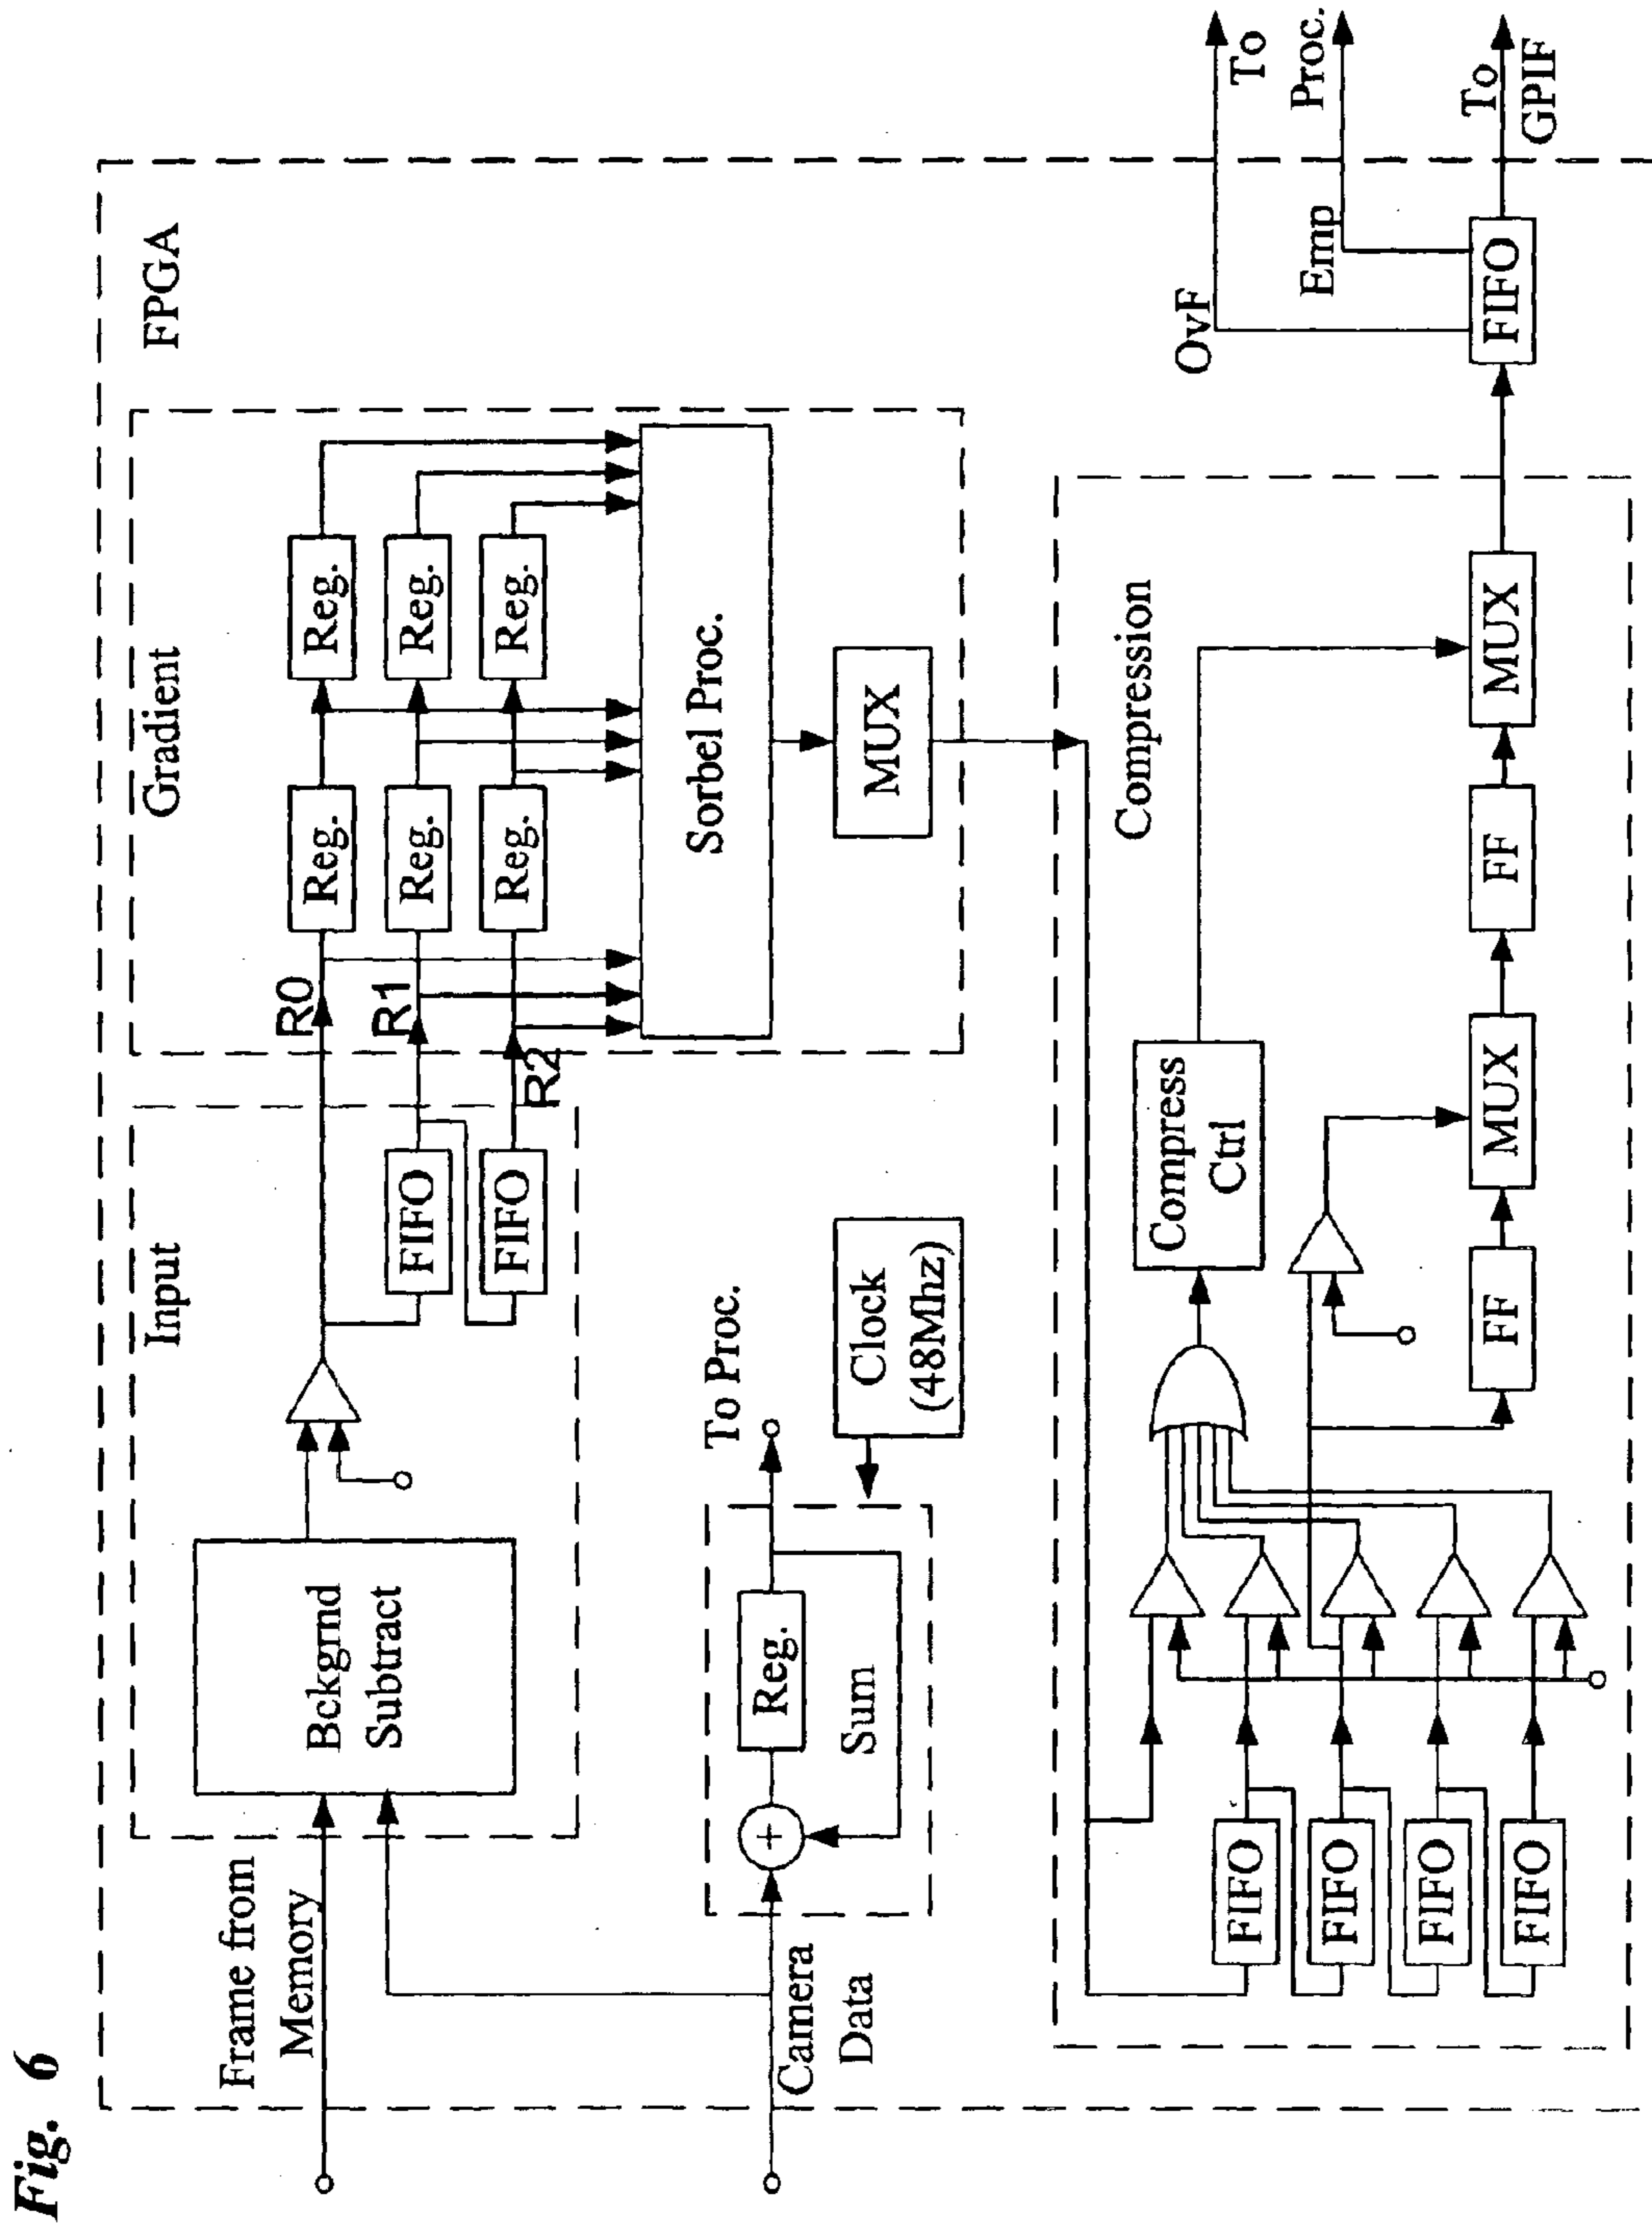 Fig. 6
FPGA
Input
Gradient
Frame from
Memory
Bckgrnd
Subtract
FIFO
FIFO
R0
R1
R2
Reg.
Reg.
Reg.
Reg.
Reg.
Reg.
Sorbel Proc.
MUX
Camera
Data
Reg.
Sum
+
To Proc.
Clock
(48Mhz)
Compression
FIFO
FIFO
FIFO
FIFO
Compress
Ctrl
FF
MUX
FF
MUX
FIFO
OvF
Emp
To
Proc.
To
GPIF